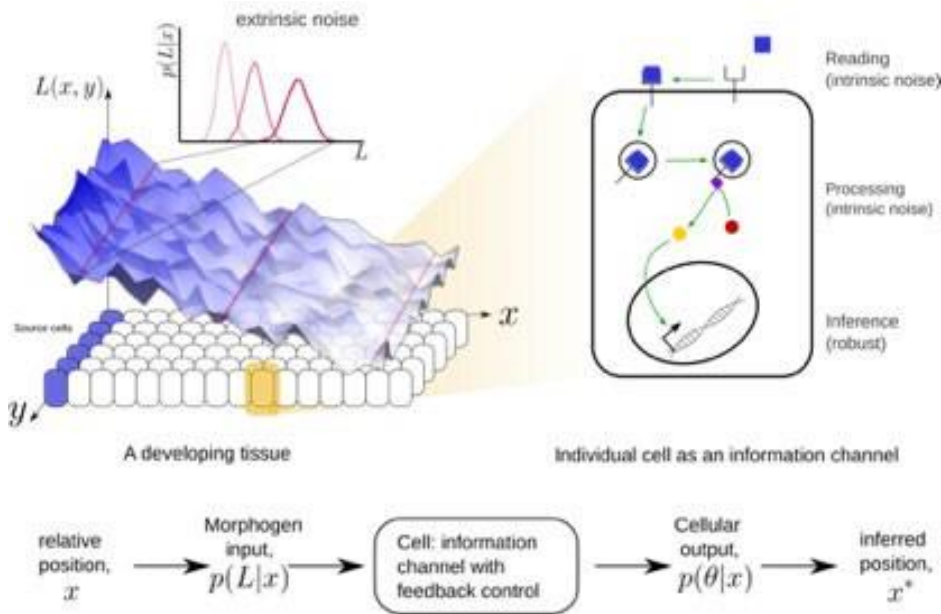 extrinsic noise
p(L|x)
L
L(x, y)
x
Source cells
y
A developing tissue
Reading
(intrinsic noise)
Processing
(intrinsic noise)
Inference
(robust)
Individual cell as an information channel
relative
position,
x
Morphogen
input,
p(L|x)
Cell: information
channel with
feedback control
Cellular
output,
p(θ|x)
inferred
position,
x*